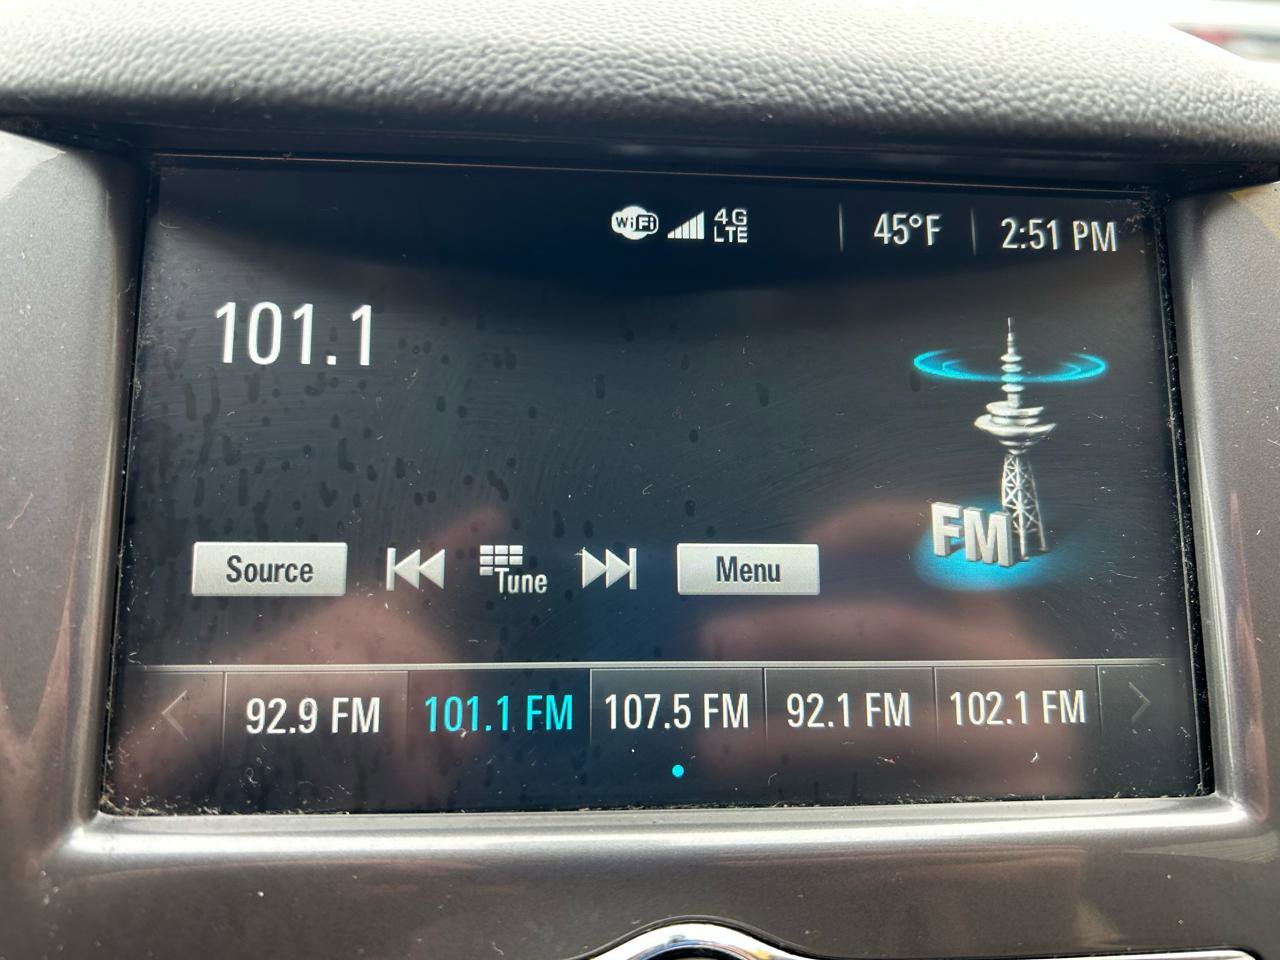 WiFi 4G LTE 45°F 2:51 PM
101.1
FM
Source Tune Menu
92.9 FM 101.1 FM 107.5 FM 92.1 FM 102.1 FM